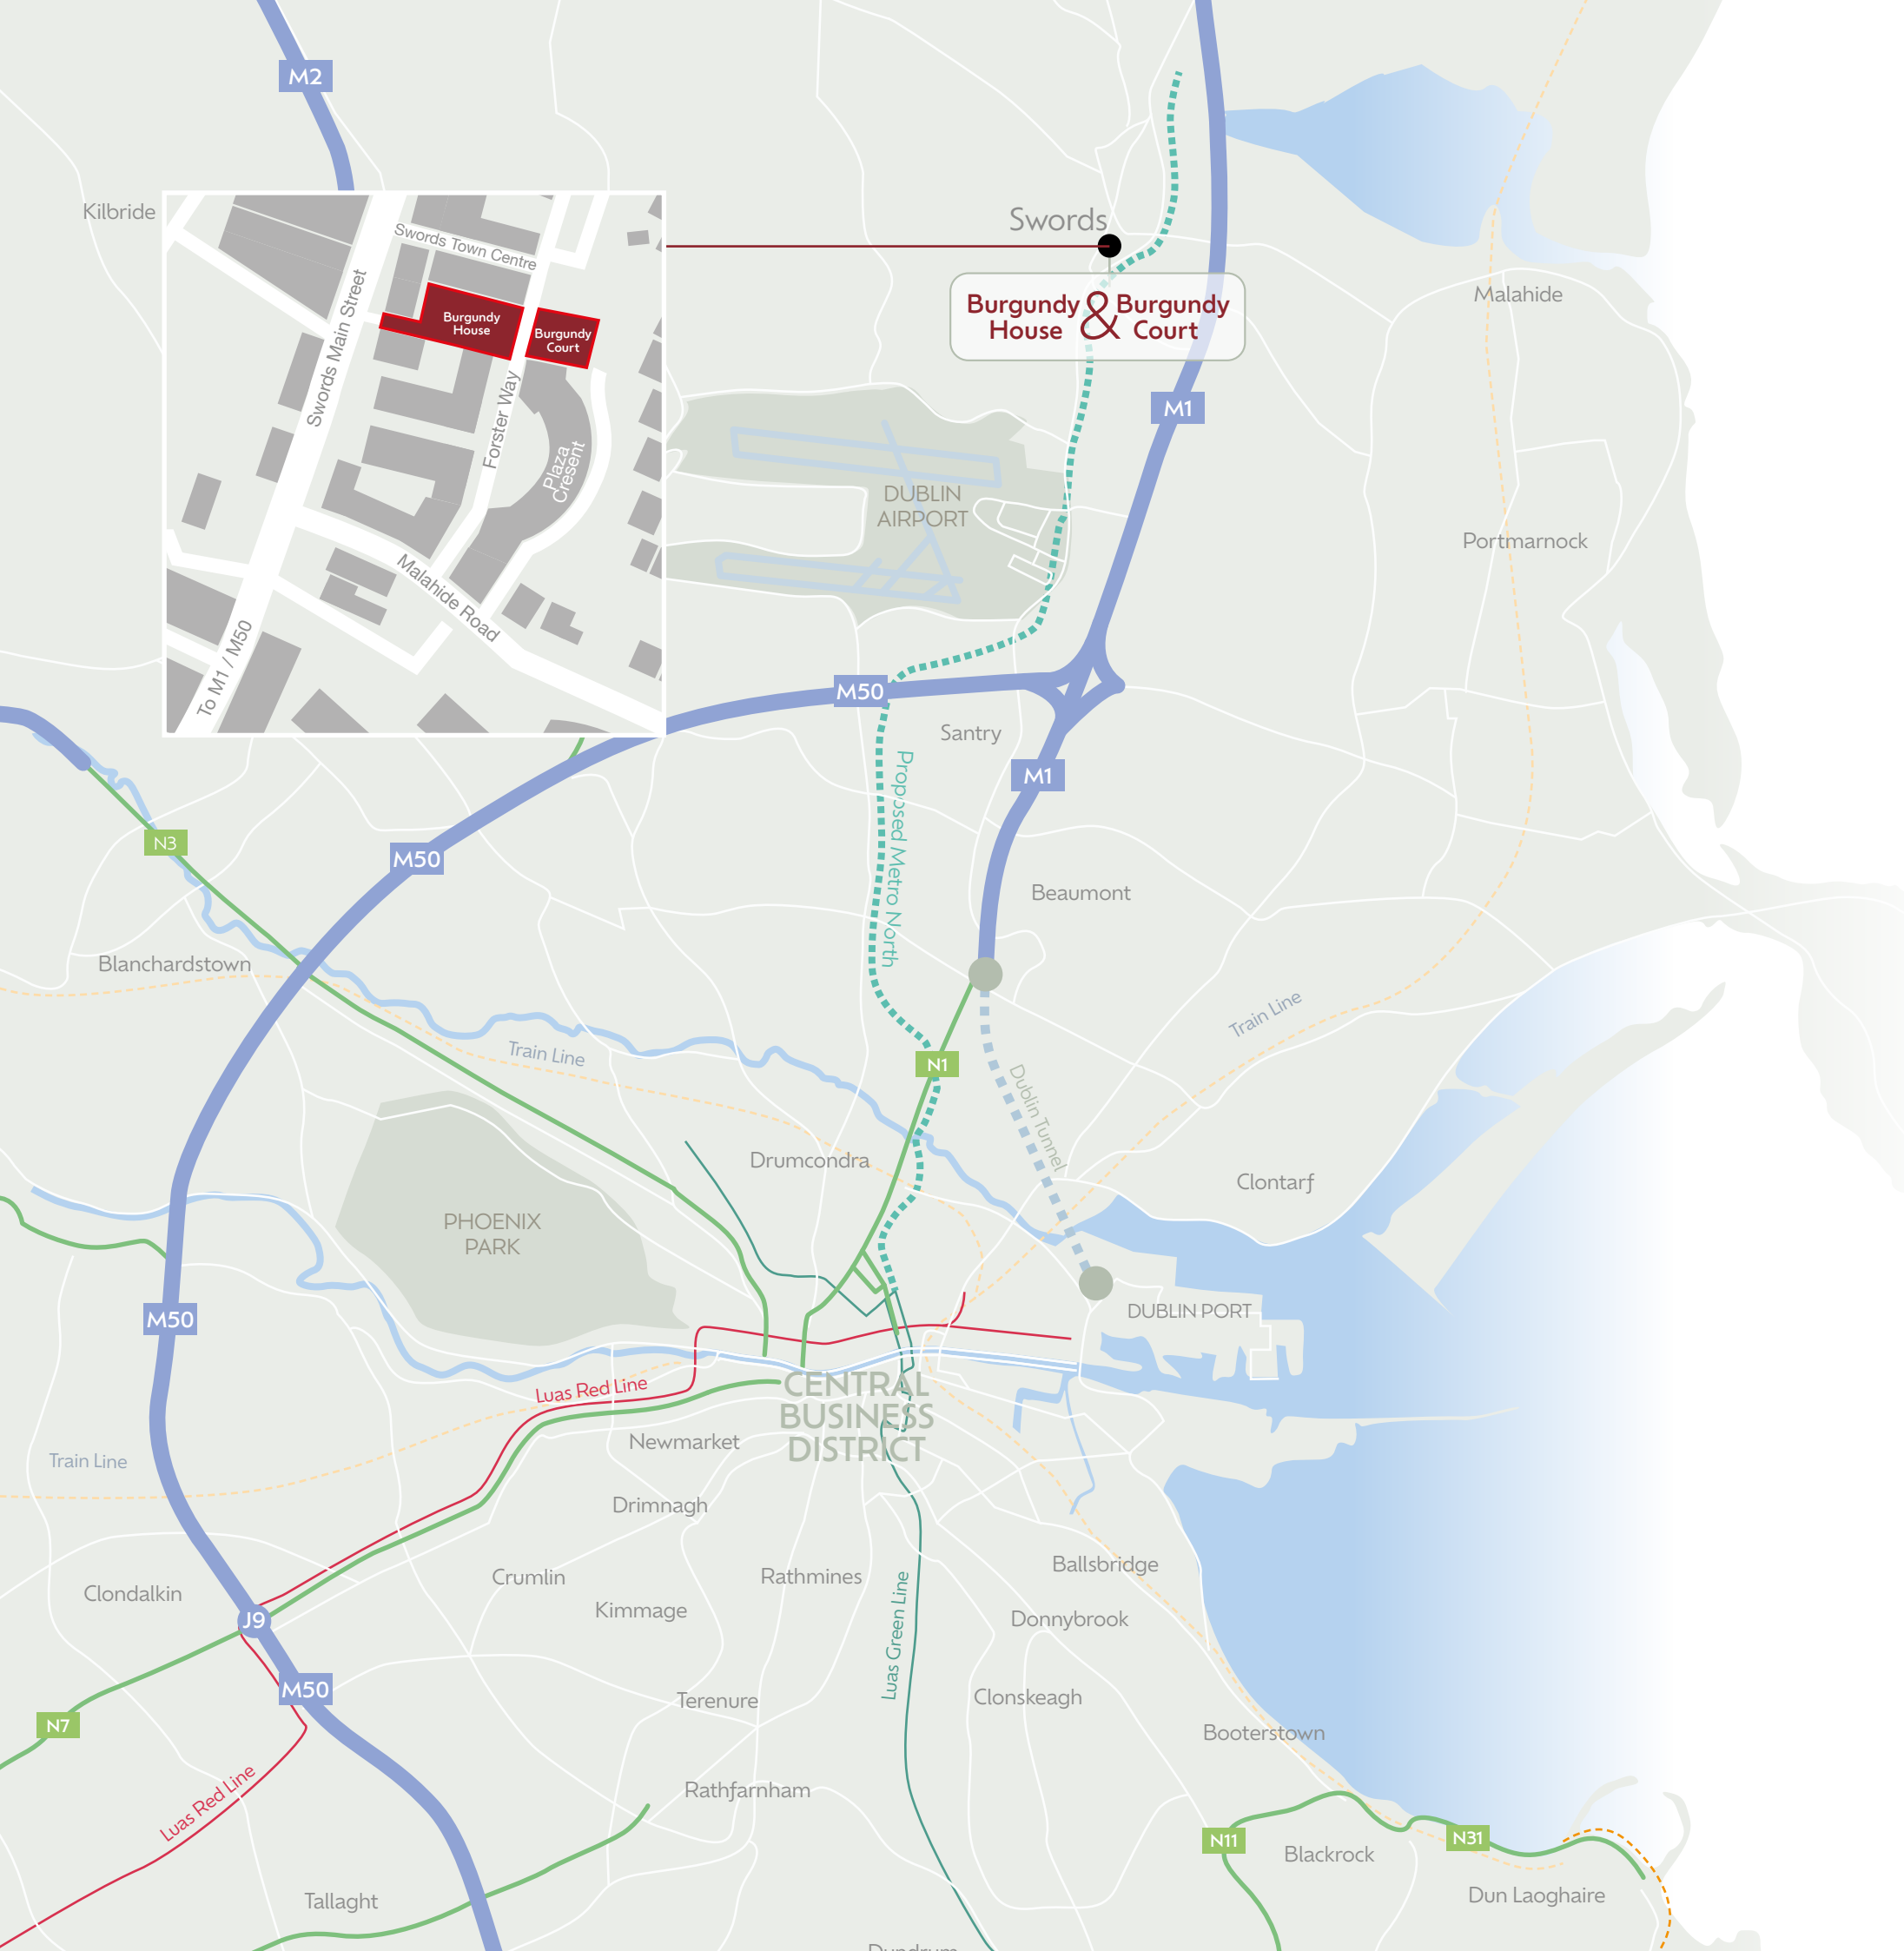 M2
Kilbride
Swords
Swords Town Centre
Swords Main Street
Burgundy
House
Burgundy
Court
Forster Way
Plaza
Cresent
Malahide Road
To M1 / M50
Burgundy
House
&
Burgundy
Court
Malahide
M1
DUBLIN
AIRPORT
Portmarnock
M50
Santry
M1
Proposed Metro North
N3
M50
Beaumont
Blanchardstown
Train Line
Train Line
N1
Dublin Tunnel
Drumcondra
Clontarf
PHOENIX
PARK
M50
DUBLIN PORT
Luas Red Line
CENTRAL
BUSINESS
DISTRICT
Newmarket
Train Line
Drimnagh
Ballsbridge
Crumlin
Rathmines
Clondalkin
Kimmage
Donnybrook
J9
Luas Green Line
M50
Terenure
Clonskeagh
N7
Booterstown
Luas Red Line
Rathfarnham
N11
N31
Blackrock
Tallaght
Dun Laoghaire
Dundrum